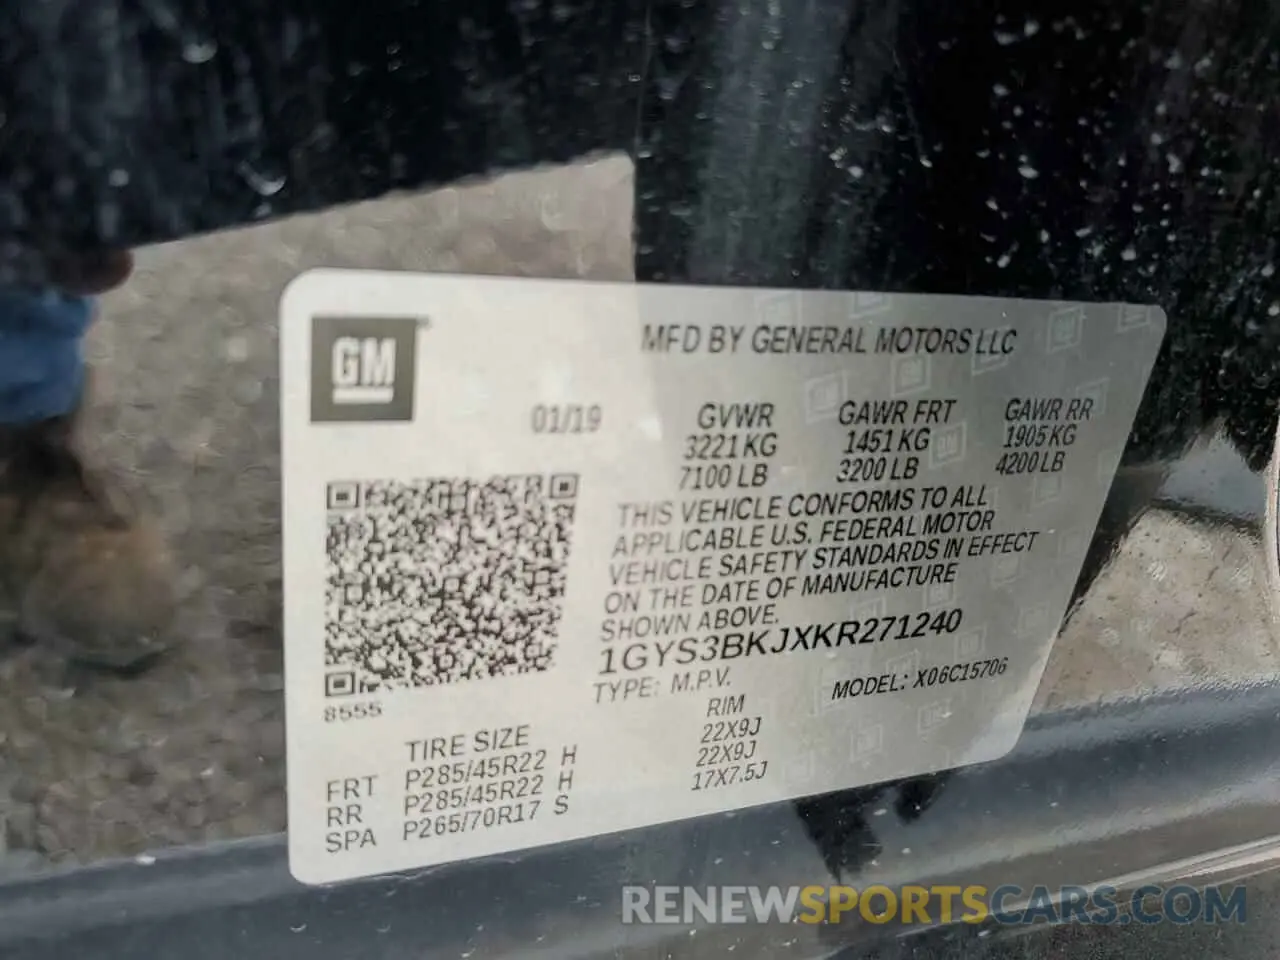 GM
MFD BY GENERAL MOTORS LLC
01/19
GVWR
3221 KG
7100 LB
GAWR FRT
1451 KG
3200 LB
GAWR RR
1905 KG
4200 LB
THIS VEHICLE CONFORMS TO ALL
APPLICABLE U.S. FEDERAL MOTOR
VEHICLE SAFETY STANDARDS IN EFFECT
ON THE DATE OF MANUFACTURE
SHOWN ABOVE.
1GYS3BKJXKR271240
TYPE: M.P.V.
MODEL: X06C15706
8555
TIRE SIZE RIM
FRT P285/45R22 H 22X9J
RR P285/45R22 H 22X9J
SPA P265/70R17 S 17X7.5J
RENEWSPORTSCARS.COM